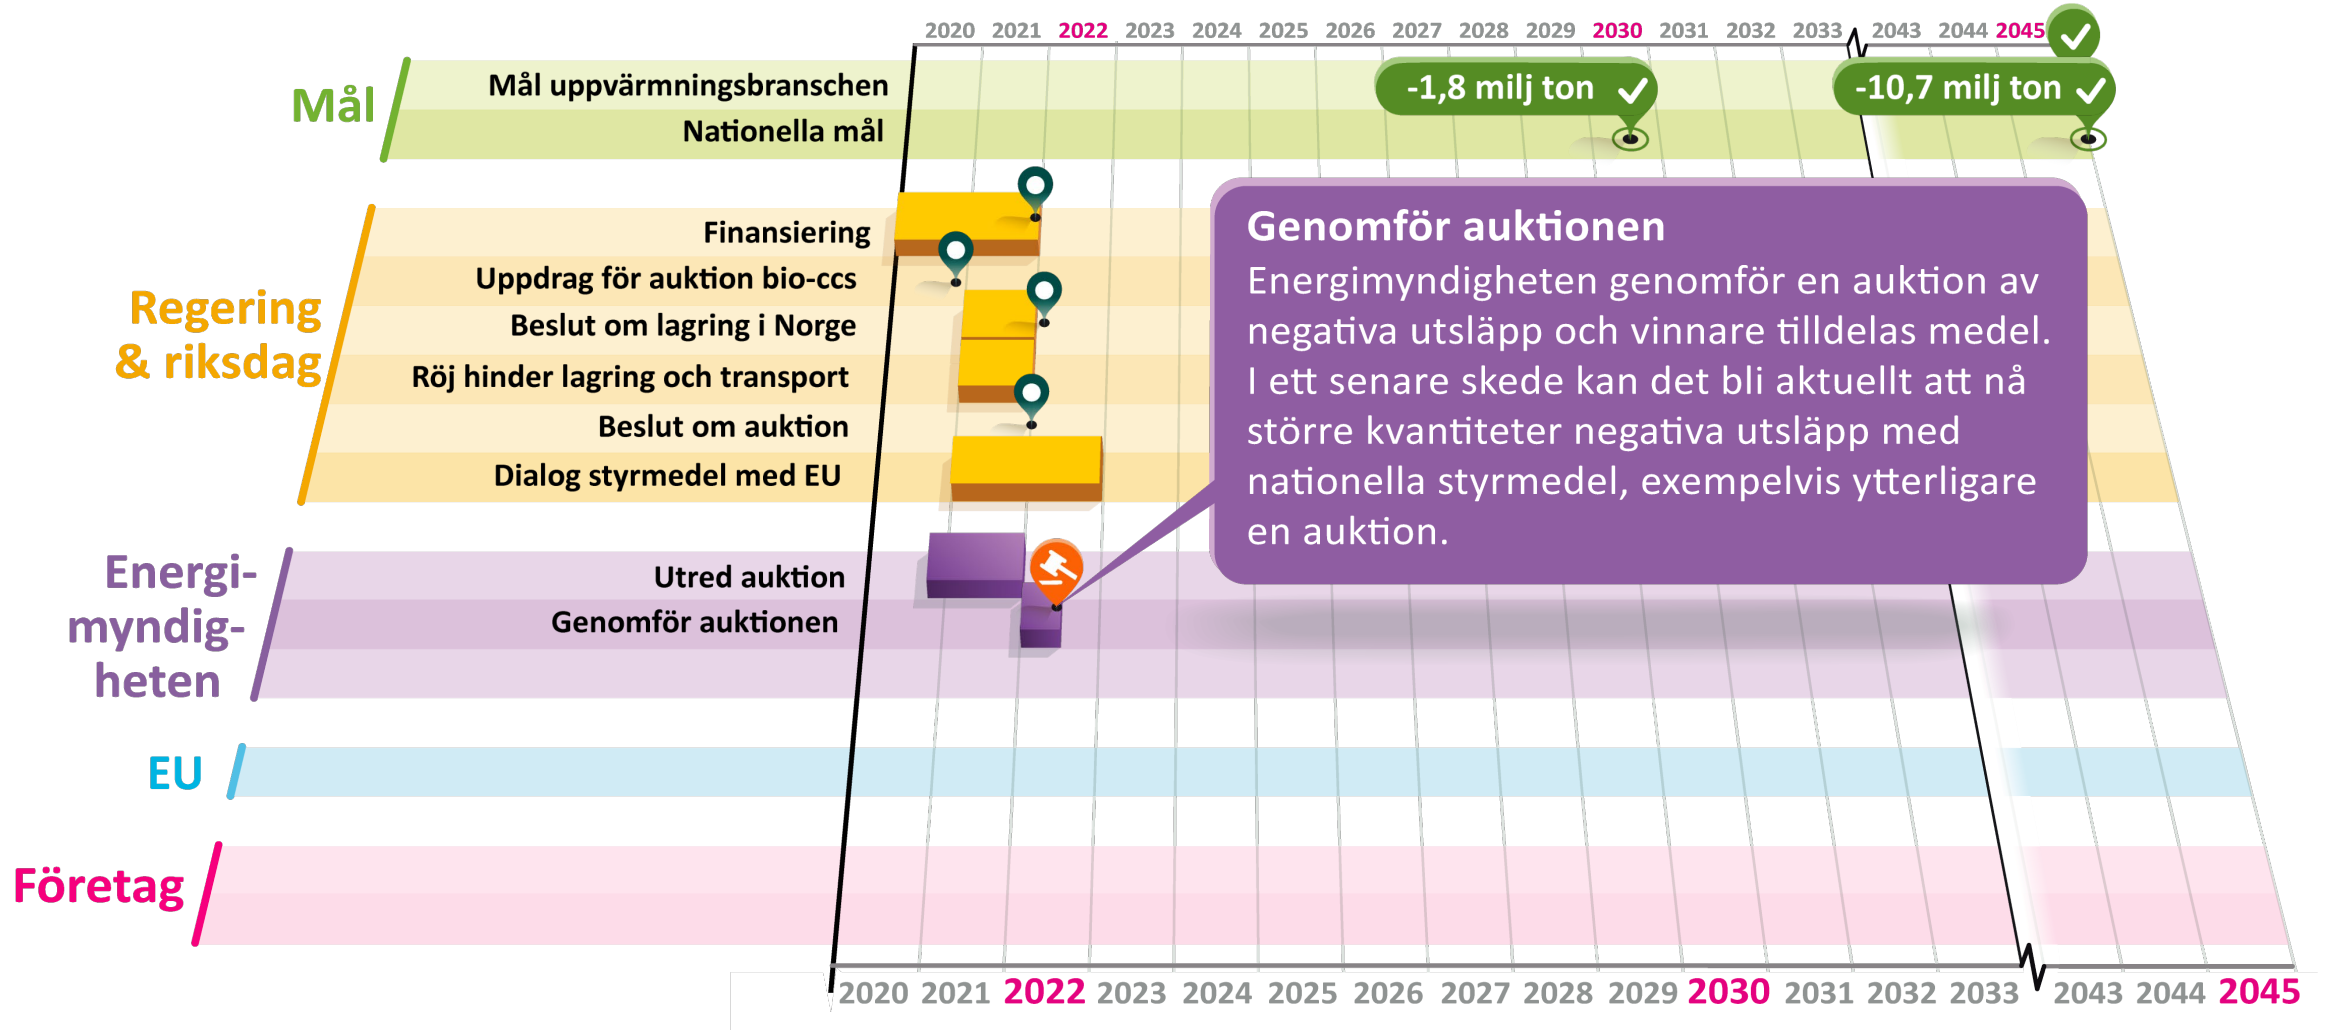 2020 2021 2022 2023 2024 2025 2026 2027 2028 2029 2030 2031 2032 2033 2043 2044 2045
Mål
Mål uppvärmningsbranschen
-1,8 milj ton
-10,7 milj ton
Nationella mål
Regering
& riksdag
Finansiering
Uppdrag för auktion bio-ccs
Beslut om lagring i Norge
Röj hinder lagring och transport
Beslut om auktion
Dialog styrmedel med EU
Genomför auktionen
Energimyndigheten genomför en auktion av
negativa utsläpp och vinnare tilldelas medel.
I ett senare skede kan det bli aktuellt att nå
större kvantiteter negativa utsläpp med
nationella styrmedel, exempelvis ytterligare
en auktion.
Energi-
myndig-
heten
Utred auktion
Genomför auktionen
EU
Företag
2020 2021 2022 2023 2024 2025 2026 2027 2028 2029 2030 2031 2032 2033 2043 2044 2045